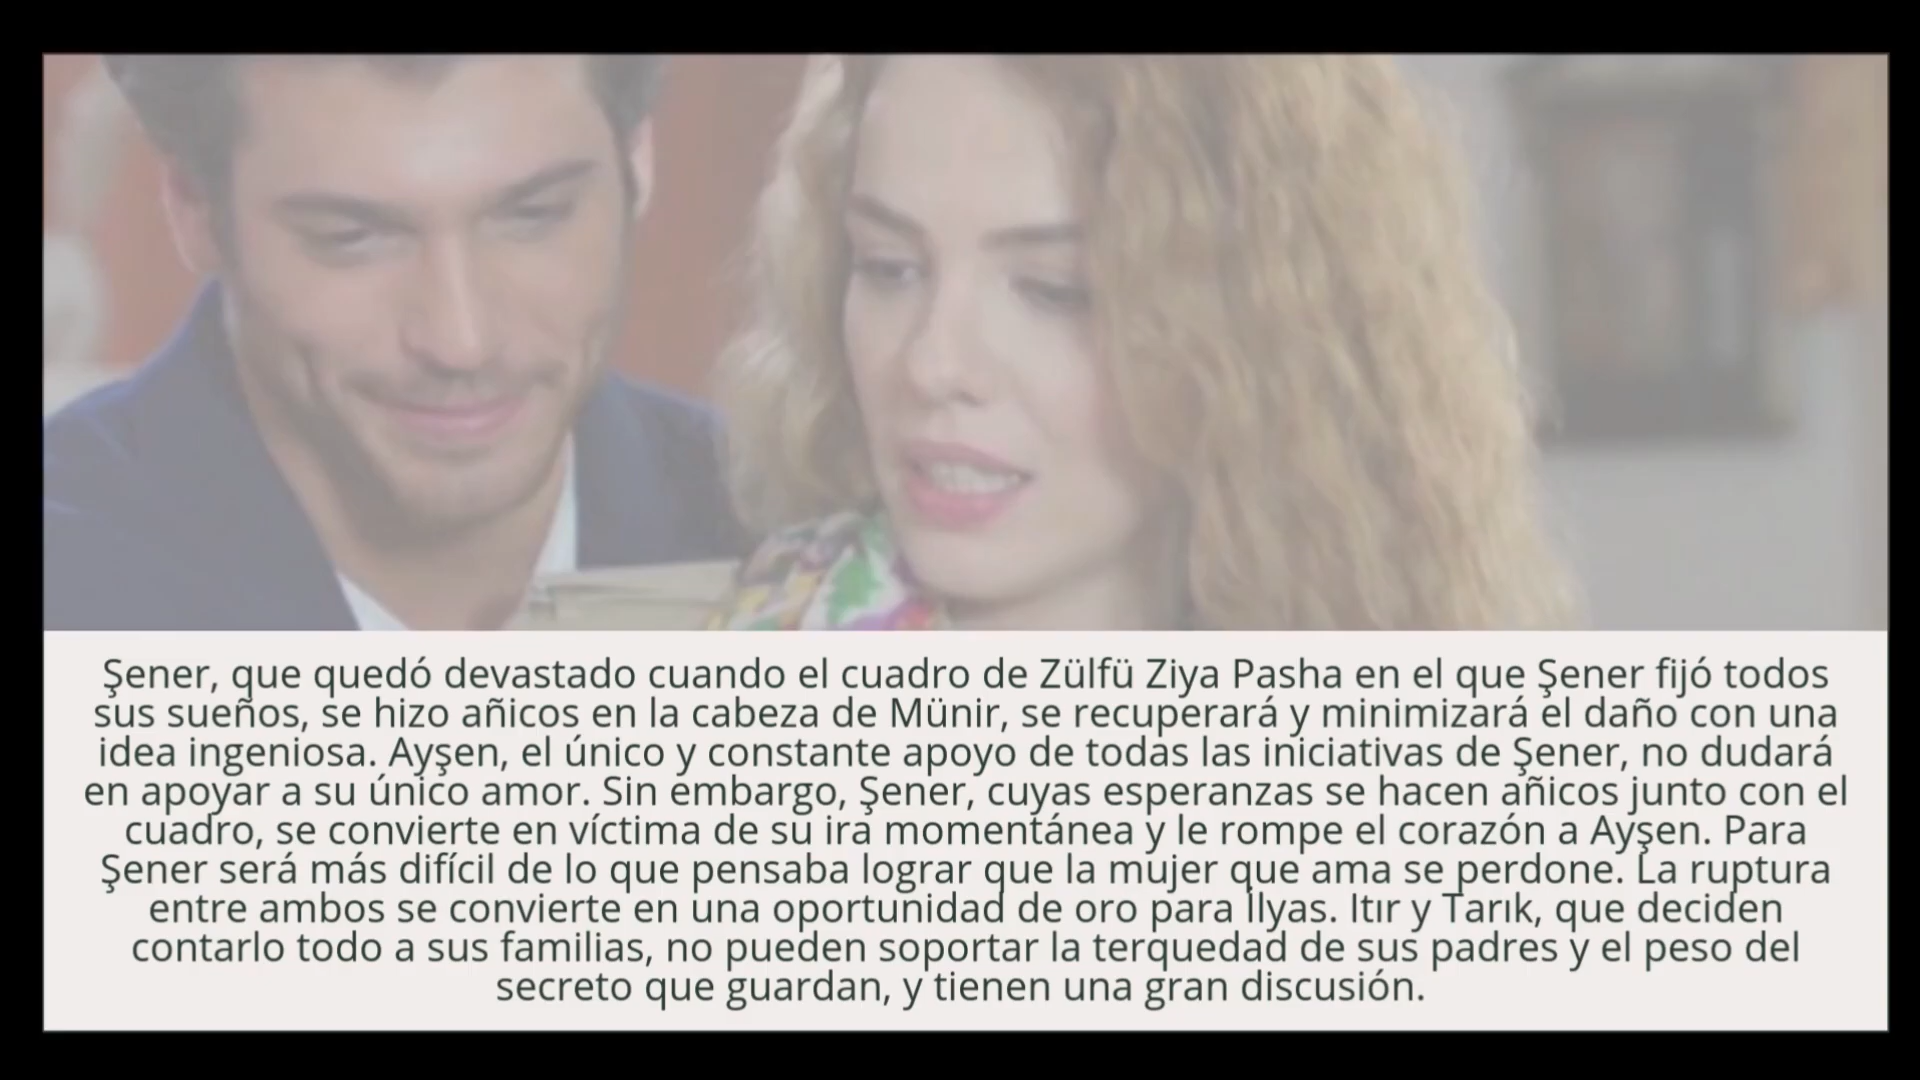 Şener, que quedó devastado cuando el cuadro de Zülfü Ziya Pasha en el que Şener fijó todos
sus sueños, se hizo añicos en la cabeza de Münir, se recuperará y minimizará el daño con una
idea ingeniosa. Ayşen, el único y constante apoyo de todas las iniciativas de Şener, no dudará
en apoyar a su único amor. Sin embargo, Şener, cuyas esperanzas se hacen añicos junto con el
cuadro, se convierte en víctima de su ira momentánea y le rompe el corazón a Ayşen. Para
Şener será más difícil de lo que pensaba lograr que la mujer que ama se perdone. La ruptura
entre ambos se convierte en una oportunidad de oro para İlyas. Itır y Tarık, que deciden
contarlo todo a sus familias, no pueden soportar la terquedad de sus padres y el peso del
secreto que guardan, y tienen una gran discusión.